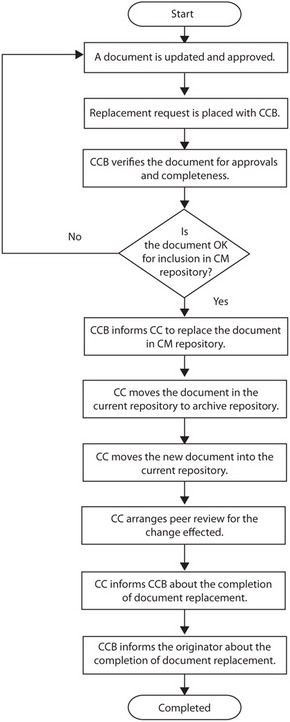 Start
A document is updated and approved.
Replacement request is placed with CCB.
CCB verifies the document for approvals
and completeness.
Is
the document OK
for inclusion in CM
repository?
No
Yes
CCB informs CC to replace the document
in CM repository.
CC moves the document in the
current repository to archive repository.
CC moves the new document into the
current repository.
CC arranges peer review for the
change effected.
CC informs CCB about the completion
of document replacement.
CCB informs the originator about the
completion of document replacement.
Completed